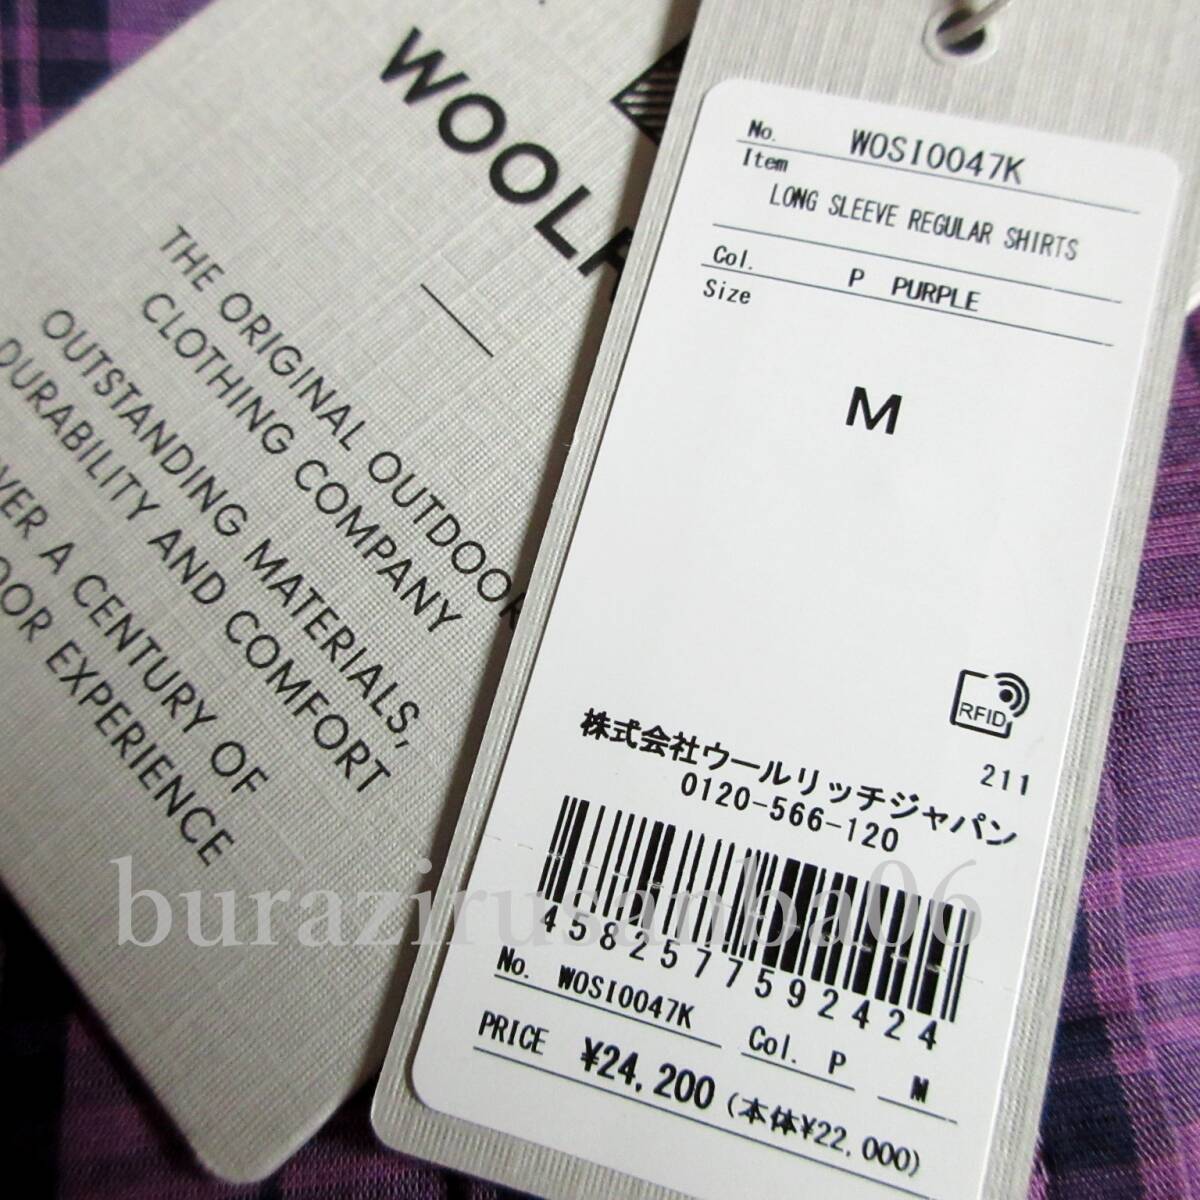 WOOLR
THE ORIGINAL OUTDOOR
CLOTHING COMPANY
OUTSTANDING MATERIALS,
DURABILITY AND COMFORT
VER A CENTURY OF
OOR EXPERIENCE
No. WOSI0047K
Item
LONG SLEEVE REGULAR SHIRTS
Col. P PURPLE
Size
M
RFID
211
株式会社ウールリッチジャパン
0120-566-120
4582577592424
No. WOSI0047K Col. P M
PRICE ¥24,200 (本体¥22,000)
burazirusanba06